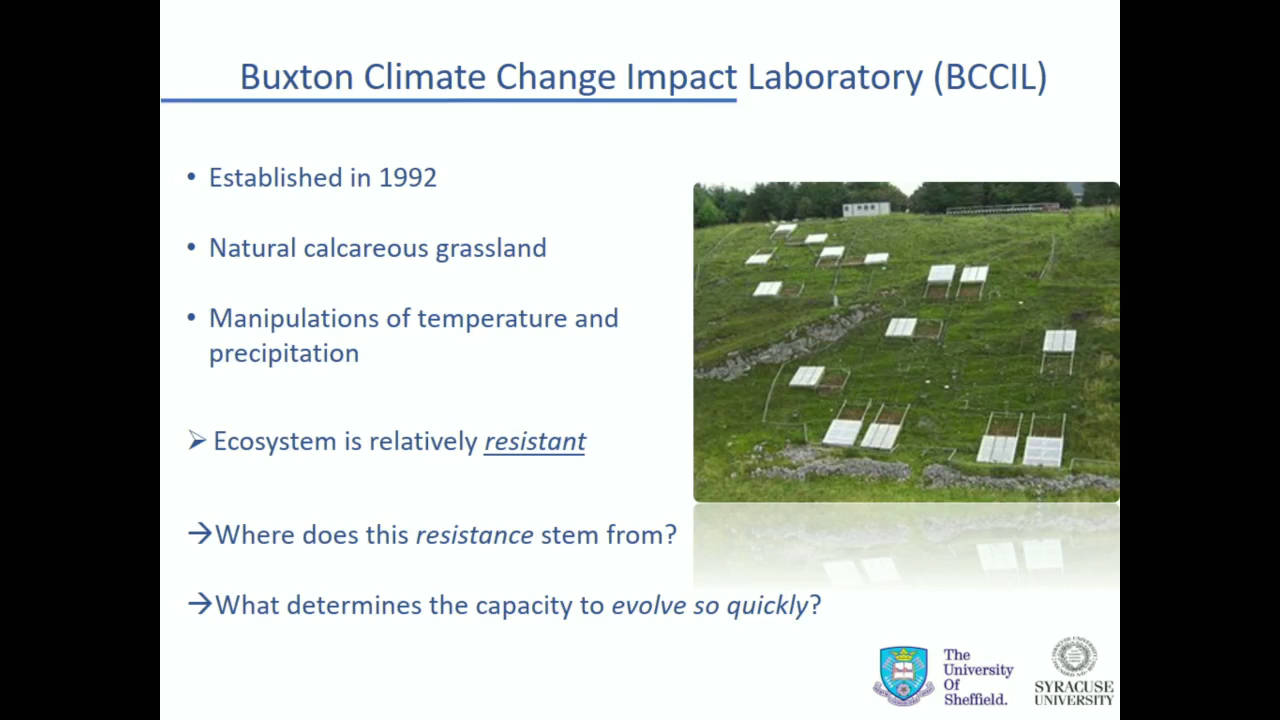 Buxton Climate Change Impact Laboratory (BCCIL)
• Established in 1992
• Natural calcareous grassland
• Manipulations of temperature and
precipitation
➢ Ecosystem is relatively resistant
→Where does this resistance stem from?
→What determines the capacity to evolve so quickly?
The
University
Of
Sheffield.
SYRACUSE
UNIVERSITY